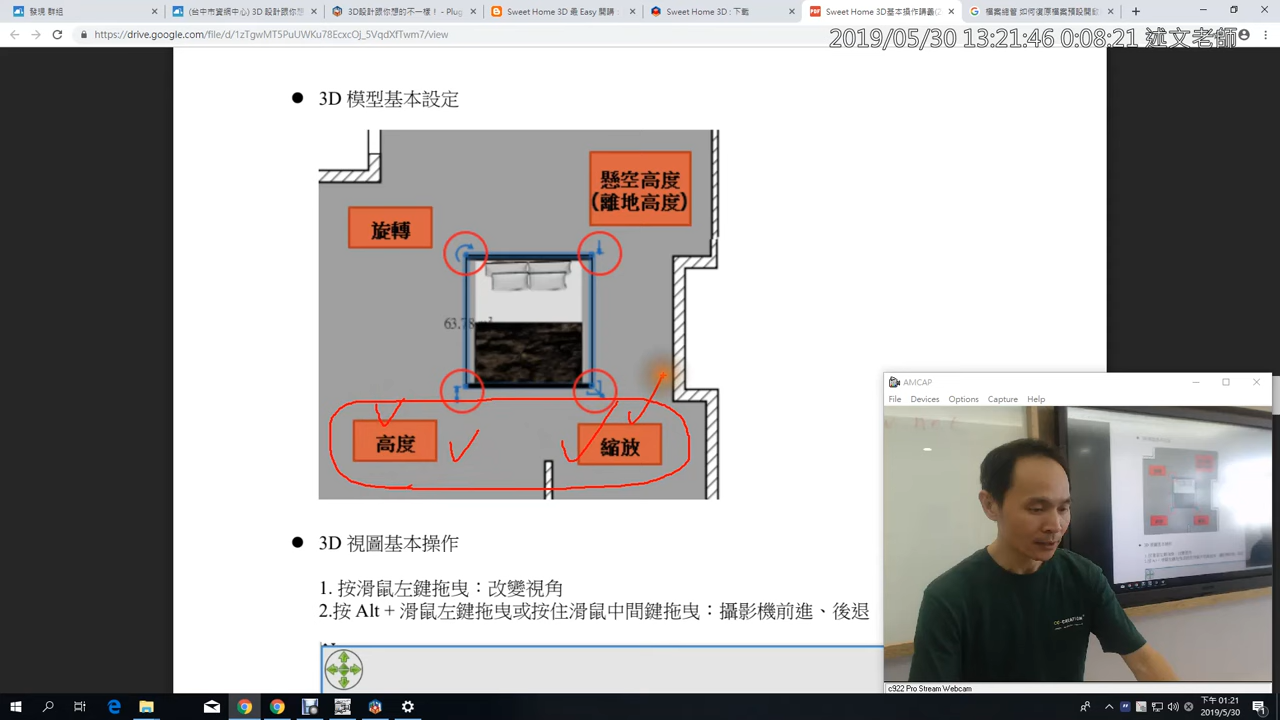 發現 群組
(台中市資網中心) 3D 設計跟你想
3D設計跟你想的不一樣！ - Plug
Sweet Home 3D 最 Easy 開講：
Sweet Home 3D : 下載
Sweet Home 3D基本操作講義(2
檔案總管 如何復原檔案預設開啟
https://drive.google.com/file/d/1zTgwMT5PuUWKu78EcxcOj_5VqdXfTwm7/view
2019/05/30 13:21:46 0:08:21 述文老師
● 3D 模型基本設定
懸空高度
(離地高度)
旋轉
高度
縮放
● 3D 視圖基本操作
1. 按滑鼠左鍵拖曳：改變視角
2.按 Alt + 滑鼠左鍵拖曳或按住滑鼠中間鍵拖曳：攝影機前進、後退
AMCAP
File Devices Options Capture Help
CO-CREATION
c922 Pro Stream Webcam
下午 01:21
2019/5/30